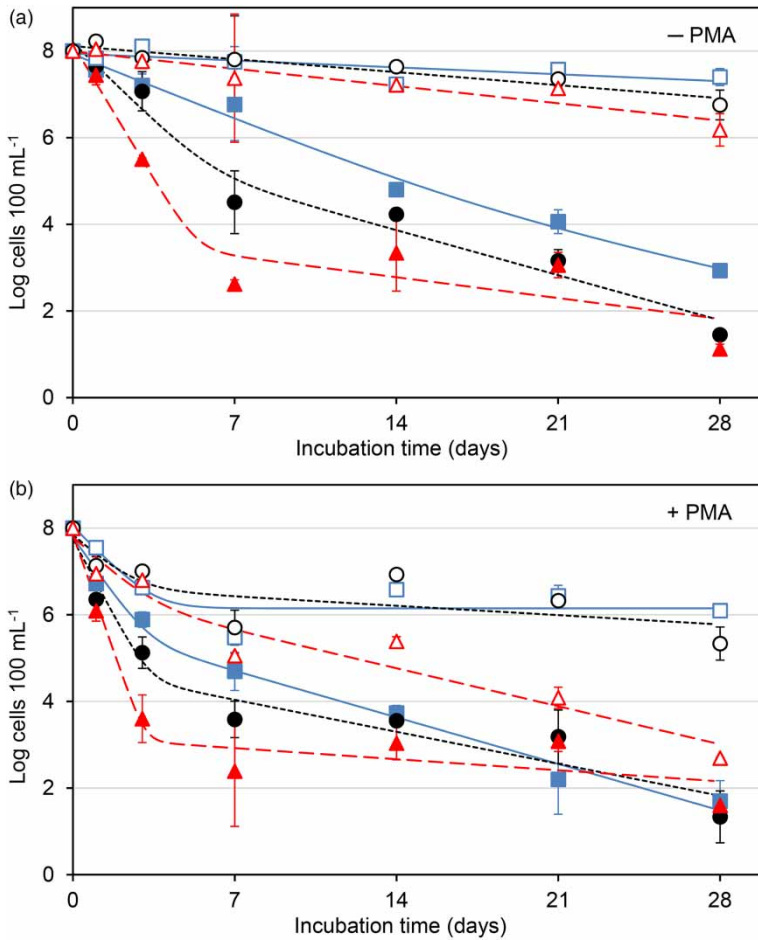 (a)
— PMA
8
6
4
2
0
Log cells 100 mL⁻¹
0 7 14 21 28
Incubation time (days)
(b)
+ PMA
8
6
4
2
0
Log cells 100 mL⁻¹
0 7 14 21 28
Incubation time (days)